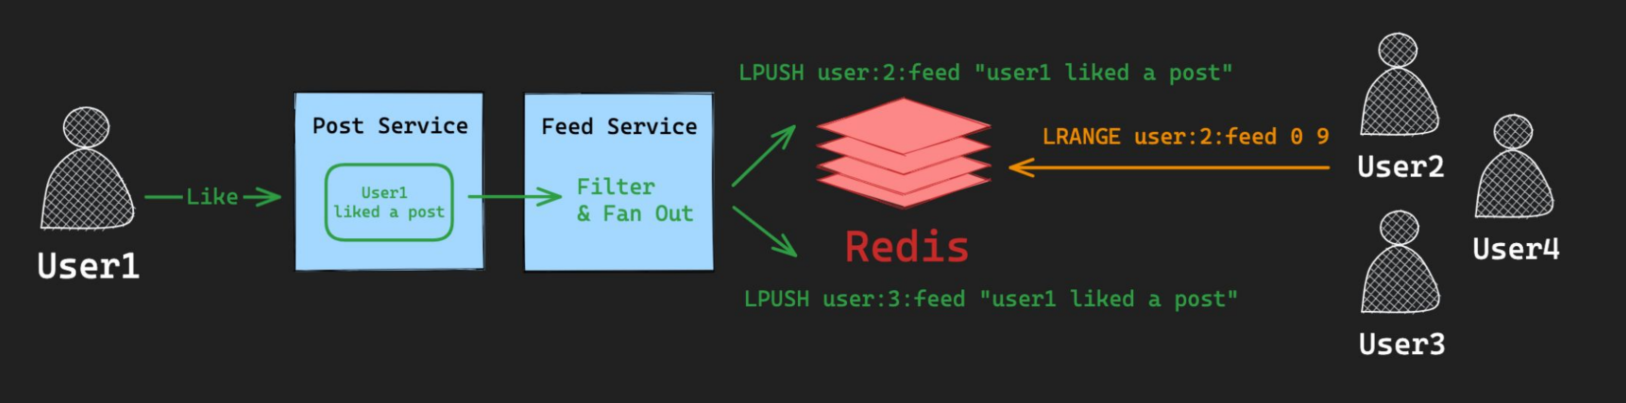 User1
Like
Post Service
User1
liked a post
Feed Service
Filter
& Fan Out
LPUSH user:2:feed "user1 liked a post"
Redis
LPUSH user:3:feed "user1 liked a post"
LRANGE user:2:feed 0 9
User2
User4
User3